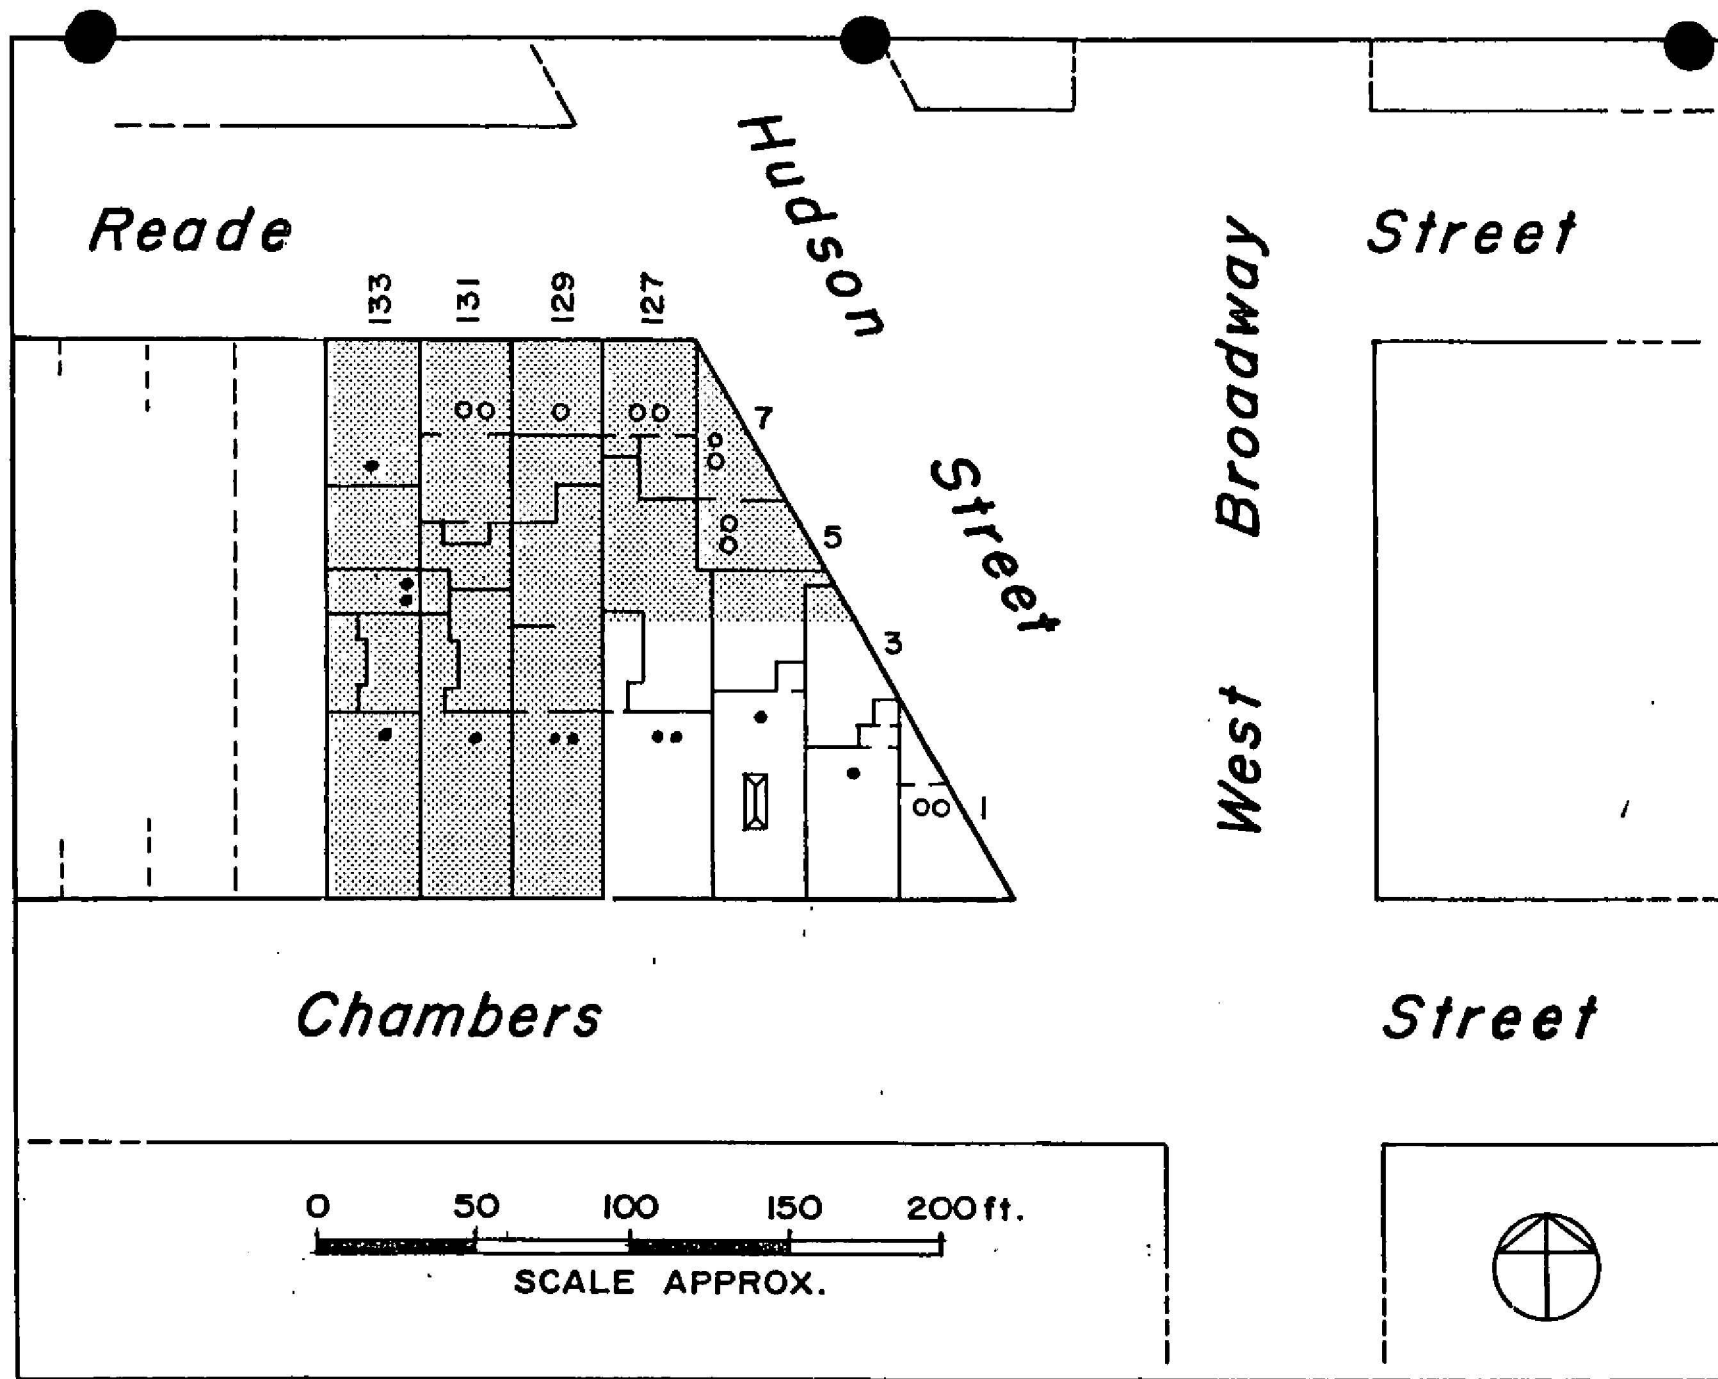 Hudson Street
Reade Street
133 131 129 127
West Broadway
7
5
3
1
Chambers Street
0 50 100 150 200 ft.
SCALE APPROX.